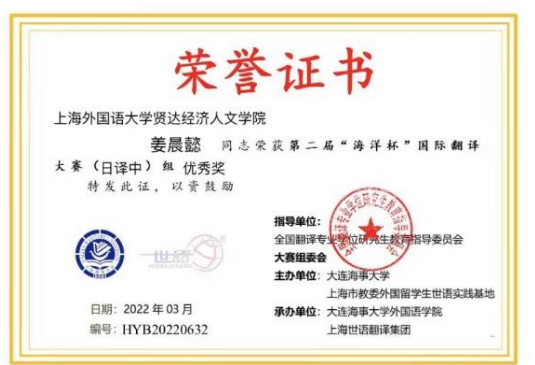 荣誉证书
上海外国语大学贤达经济人文学院
姜晨懿 同志荣获第二届“海洋杯”国际翻译
大赛（日译中）组 优秀奖
特发此证，以资鼓励
指导单位：
全国翻译专业学位研究生教育指导委员会
大赛组委会
主办单位：大连海事大学
上海市教委外国留学生世语实践基地
承办单位：大连海事大学外国语学院
上海世语翻译集团
一世语
日期：2022 年 03 月
编号：HYB20220632